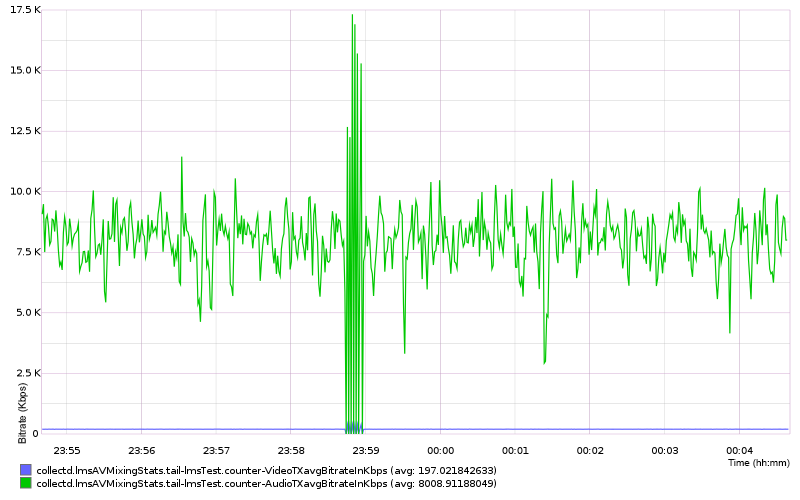 17.5 K
15.0 K
12.5 K
10.0 K
7.5 K
5.0 K
2.5 K
0
Bitrate (Kbps)
23:55 23:56 23:57 23:58 23:59 00:00 00:01 00:02 00:03 00:04
Time (hh:mm)
collectd.lmsAVMixingStats.tail-lmsTest.counter-VideoTXavgBitrateInKbps (avg: 197.021842633)
collectd.lmsAVMixingStats.tail-lmsTest.counter-AudioTXavgBitrateInKbps (avg: 8008.91188049)